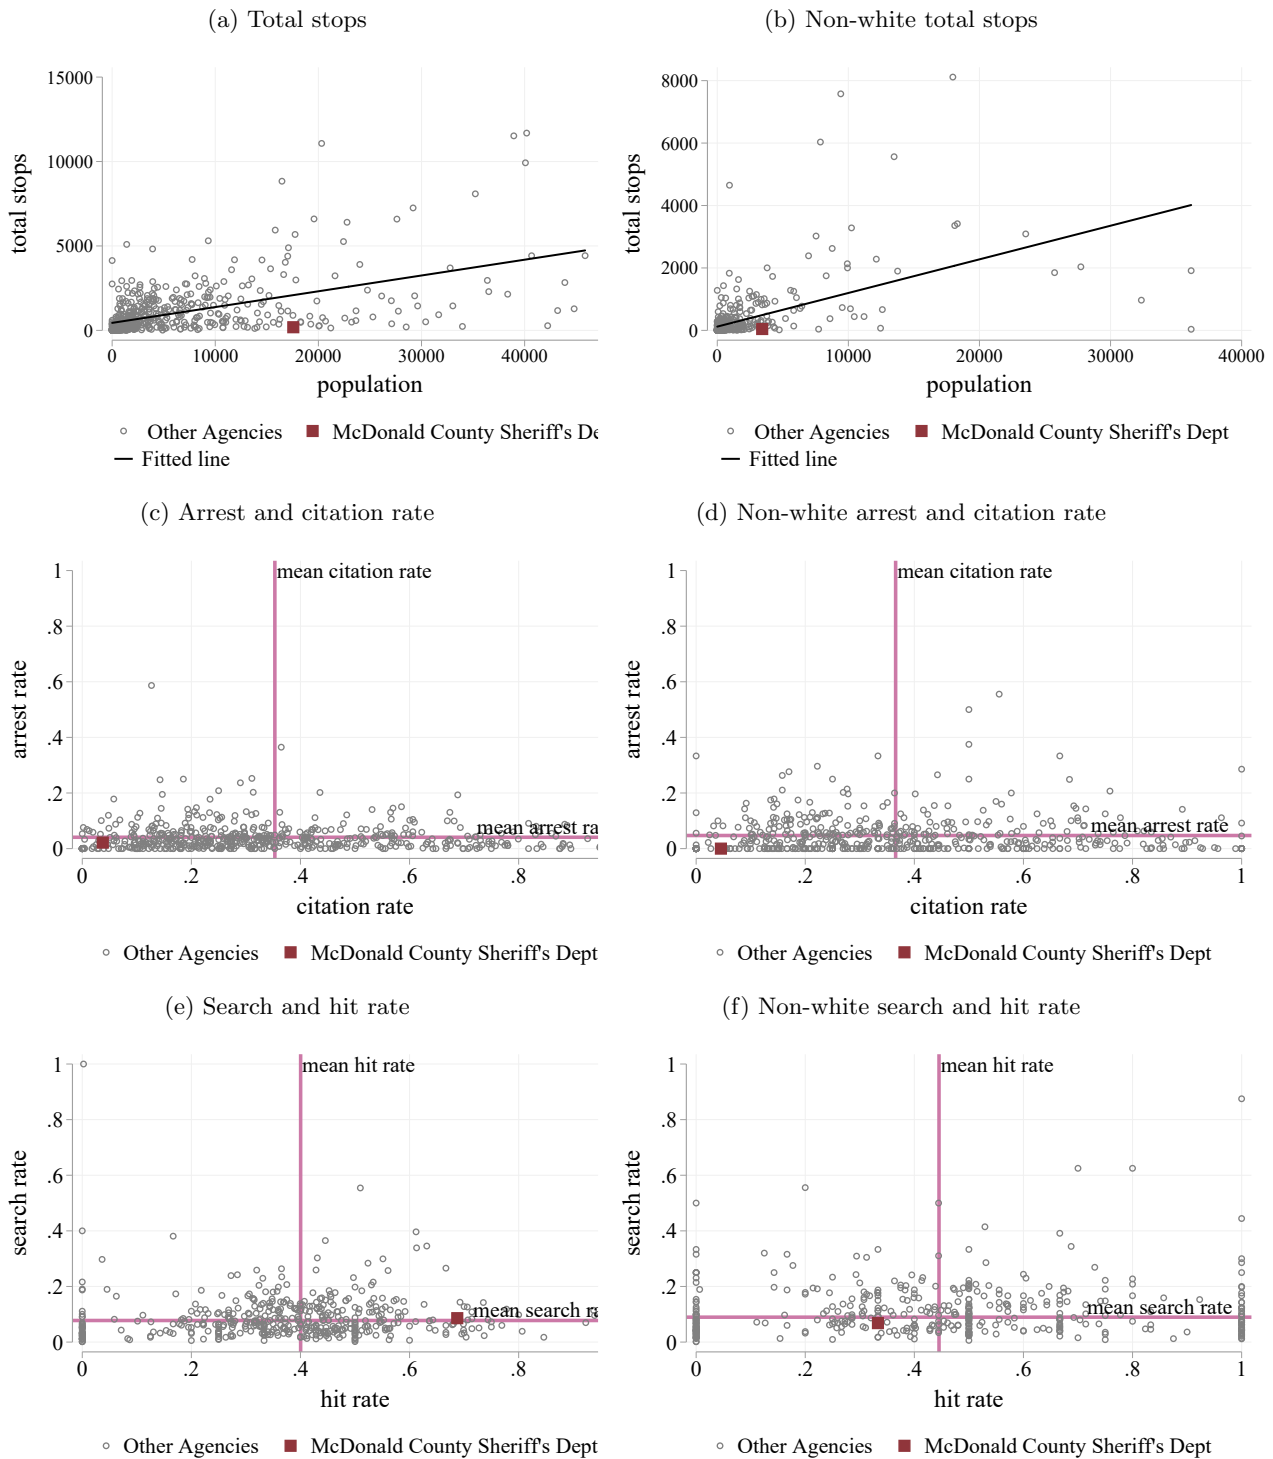 (a) Total stops
(b) Non-white total stops
15000
10000
5000
0
total stops
0
10000
20000
30000
40000
population
Other Agencies
McDonald County Sheriff's De
Fitted line
8000
6000
4000
2000
0
total stops
0
10000
20000
30000
40000
population
Other Agencies
McDonald County Sheriff's Dept
Fitted line
(c) Arrest and citation rate
(d) Non-white arrest and citation rate
1
.8
.6
.4
.2
0
arrest rate
mean citation rate
mean arrest ra
0
.2
.4
.6
.8
citation rate
Other Agencies
McDonald County Sheriff's Dept
1
.8
.6
.4
.2
0
arrest rate
mean citation rate
mean arrest rate
0
.2
.4
.6
.8
1
citation rate
Other Agencies
McDonald County Sheriff's Dept
(e) Search and hit rate
(f) Non-white search and hit rate
1
.8
.6
.4
.2
0
search rate
mean hit rate
mean search ra
0
.2
.4
.6
.8
hit rate
Other Agencies
McDonald County Sheriff's Dept
1
.8
.6
.4
.2
0
search rate
mean hit rate
mean search rate
0
.2
.4
.6
.8
1
hit rate
Other Agencies
McDonald County Sheriff's Dept